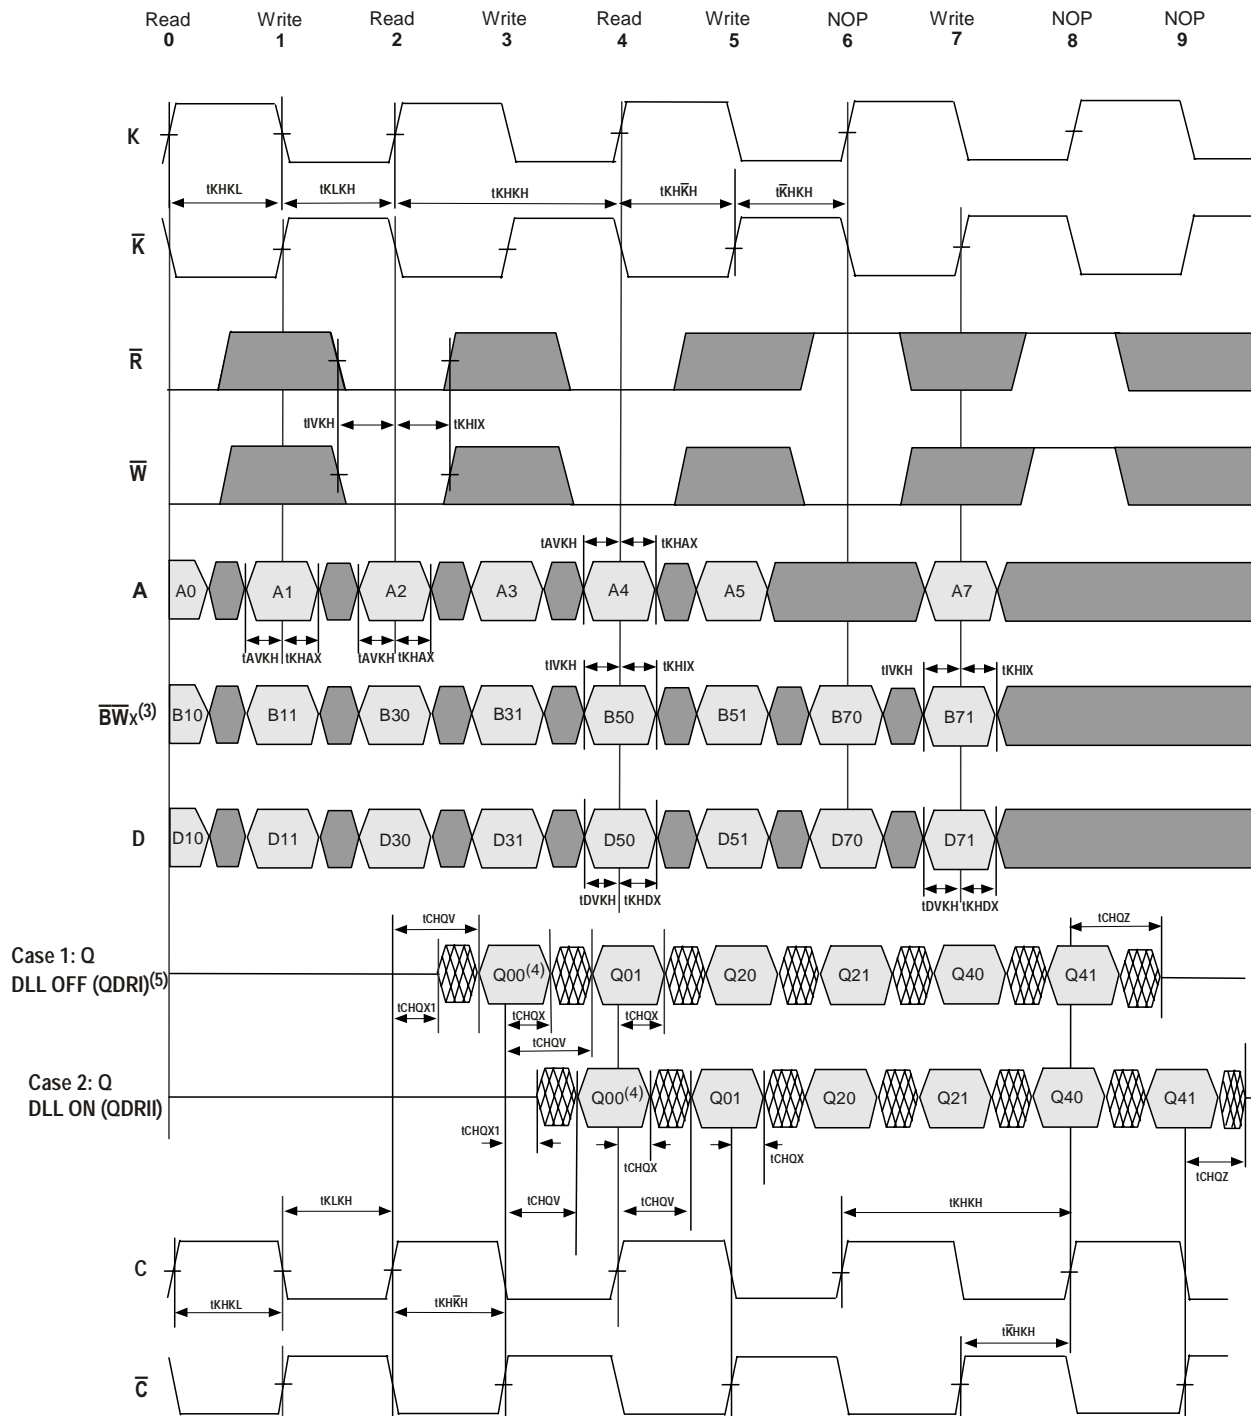 Read Write Read Write Read Write NOP Write NOP NOP
0 1 2 3 4 5 6 7 8 9
K
tKHKL tKLKH tKHKH tKHK̅H tK̅HKH
K̅
R̅
tIVKH tKHIX
W̅
tAVKH tKHAX
A A0 A1 A2 A3 A4 A5 A7
tAVKH tKHAX tAVKH tKHAX
tIVKH tKHIX tIVKH tKHIX
B̅W̅x(3) B10 B11 B30 B31 B50 B51 B70 B71
D D10 D11 D30 D31 D50 D51 D70 D71
tDVKH tKHDX tDVKH tKHDX
tCHQV tCHQZ
Case 1: Q
DLL OFF (QDRI)(5)
Q00(4) Q01 Q20 Q21 Q40 Q41
tCHQX1 tCHQX tCHQX
tCHQV
Case 2: Q
DLL ON (QDRII)
Q00(4) Q01 Q20 Q21 Q40 Q41
tCHQX1 tCHQX tCHQX tCHQZ
tKLKH tCHQV tCHQV tKHKH
C
tKHKL tKHK̅H
tK̅HKH
C̅